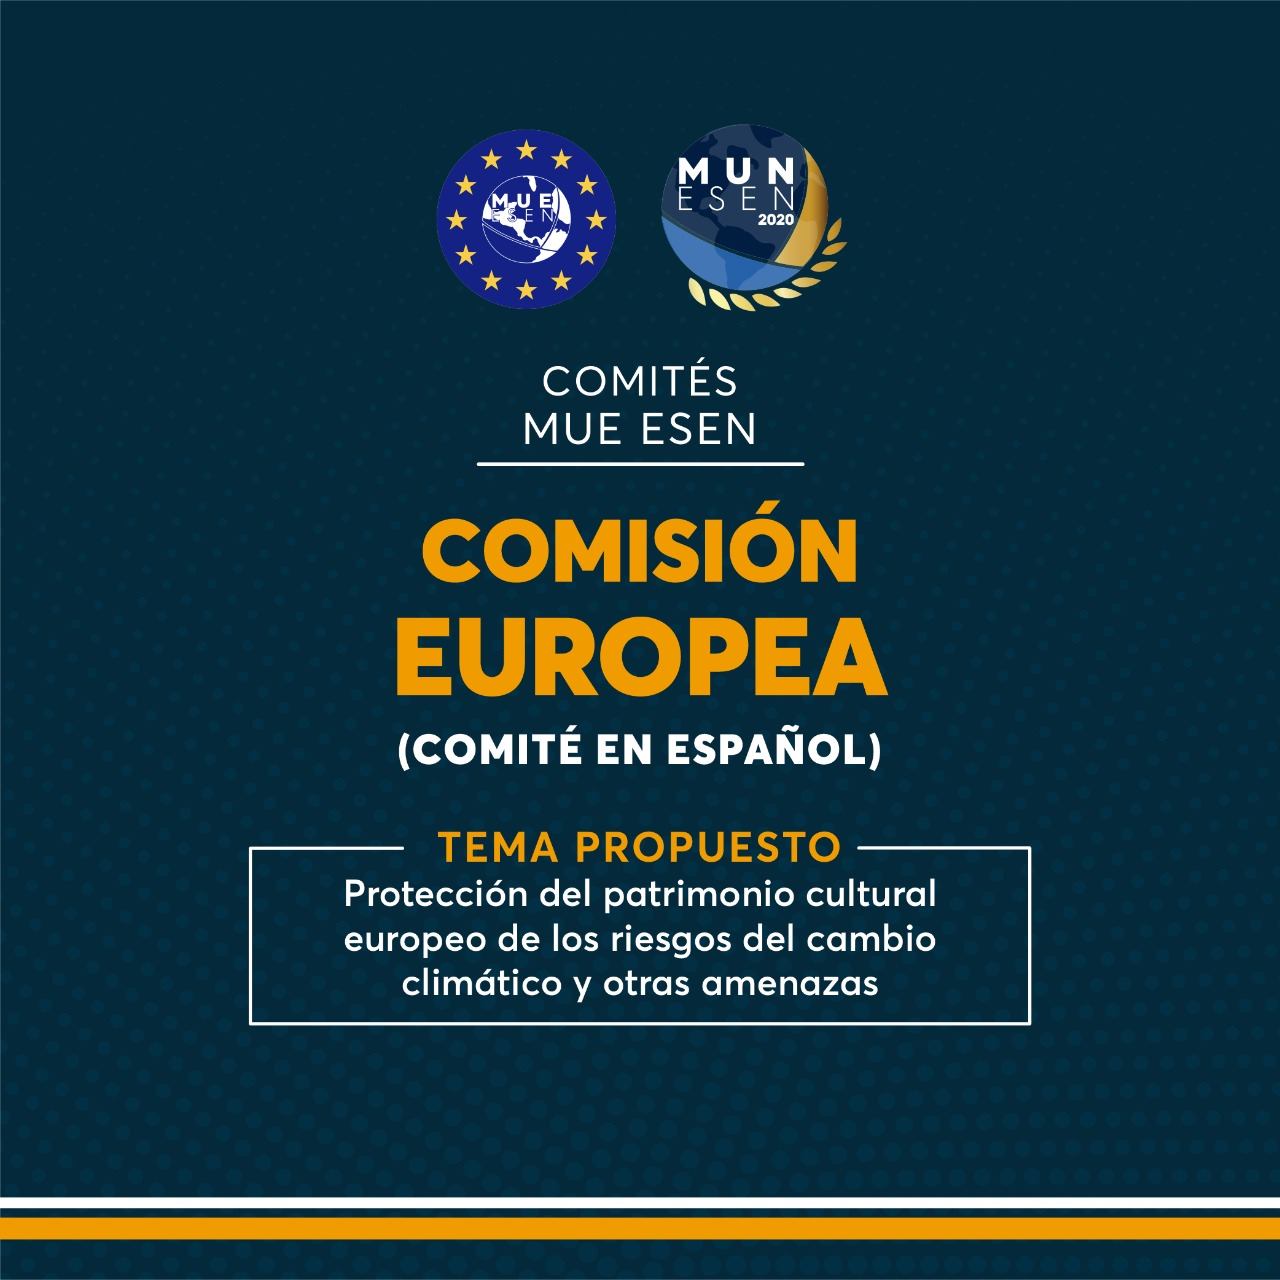 MUE
ESEN
MUN
ESEN
2020
COMITÉS
MUE ESEN
COMISIÓN
EUROPEA
(COMITÉ EN ESPAÑOL)
TEMA PROPUESTO
Protección del patrimonio cultural
europeo de los riesgos del cambio
climático y otras amenazas